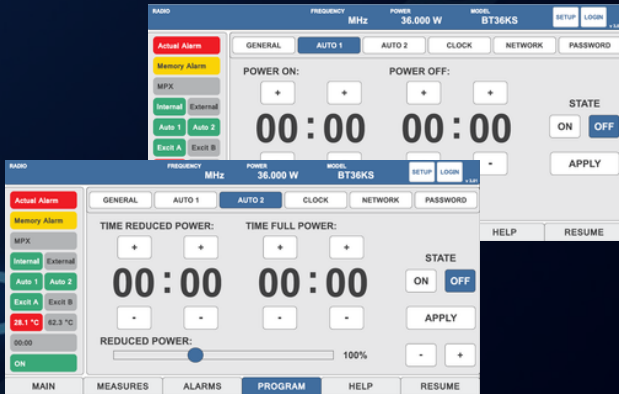 RADIO FREQUENCY POWER MODEL
MHz 36.000 W BT36KS SETUP LOGIN
Actual Alarm GENERAL AUTO 1 AUTO 2 CLOCK NETWORK PASSWORD
Memory Alarm POWER ON: POWER OFF:
MPX + + + +
Internal External STATE
Auto 1 Auto 2 00 : 00 00 : 00 ON OFF
Excit A Excit B
- APPLY
HELP RESUME
RADIO FREQUENCY POWER MODEL
MHz 36.000 W BT36KS SETUP LOGIN
Actual Alarm GENERAL AUTO 1 AUTO 2 CLOCK NETWORK PASSWORD
Memory Alarm TIME REDUCED POWER: TIME FULL POWER:
MPX + + + +
Internal External STATE
Auto 1 Auto 2 00 : 00 00 : 00 ON OFF
Excit A Excit B
28.1 °C 62.3 °C - - - - APPLY
00:00 REDUCED POWER:
ON 100% - +
MAIN MEASURES ALARMS PROGRAM HELP RESUME